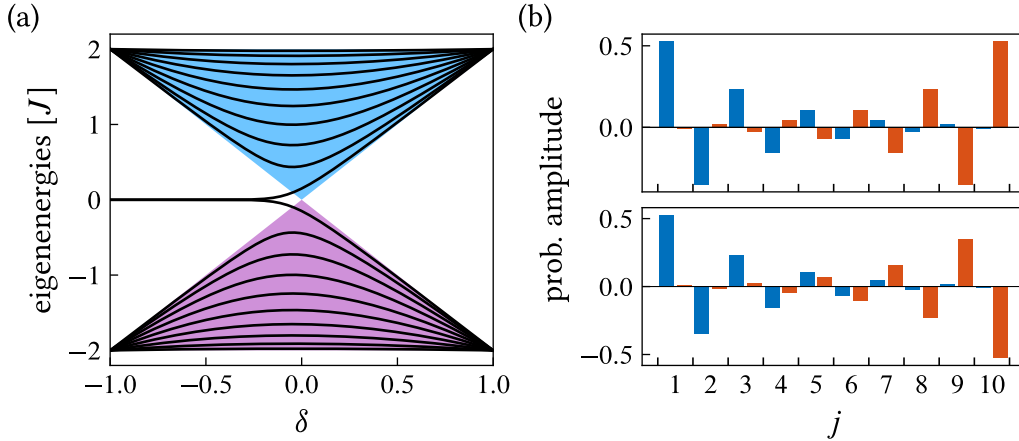 (a)
eigenenergies [J]
2
1
0
−1
−2
−1.0 −0.5 0.0 0.5 1.0
δ
(b)
prob. amplitude
0.5
0.0
0.5
0.0
−0.5
1 2 3 4 5 6 7 8 9 10
j